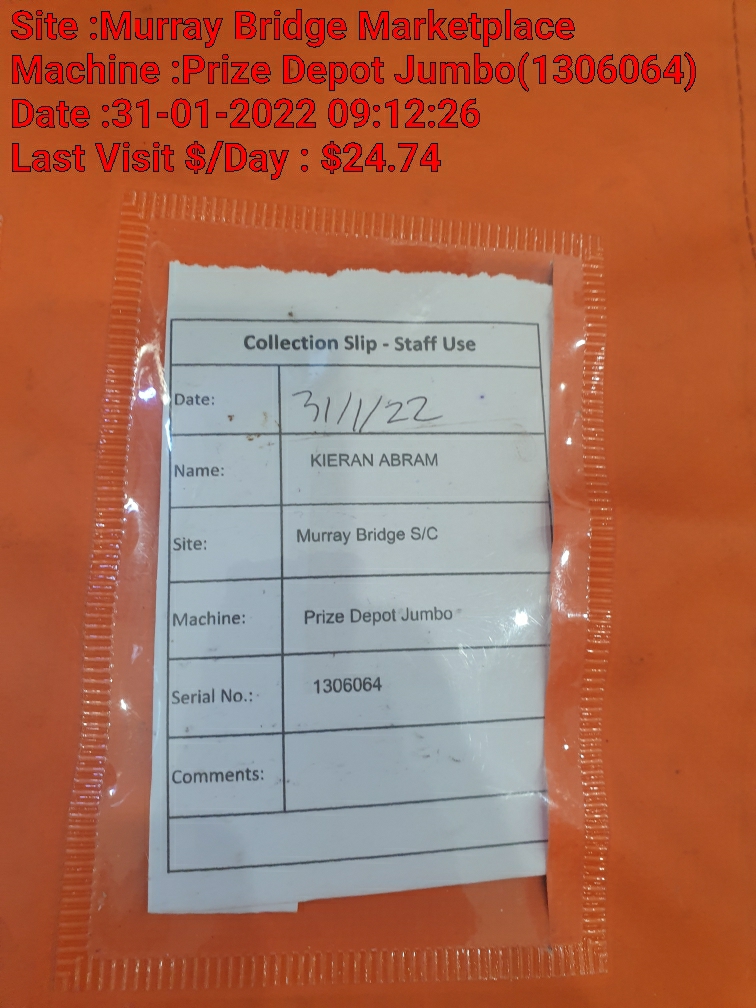 Site :Murray Bridge Marketplace
Machine :Prize Depot Jumbo(1306064)
Date :31-01-2022 09:12:26
Last Visit $/Day : $24.74
Collection Slip - Staff Use
Date: 31/1/22
Name: KIERAN ABRAM
Site: Murray Bridge S/C
Machine: Prize Depot Jumbo
Serial No.: 1306064
Comments: